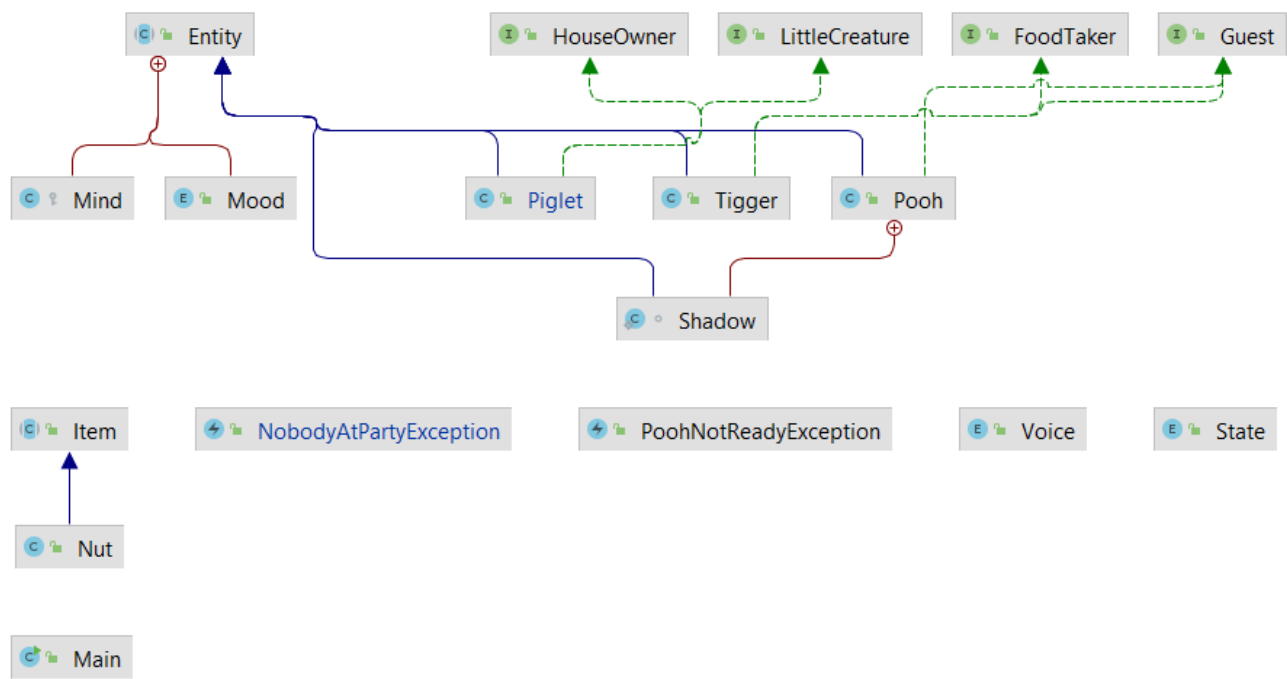 Entity
HouseOwner
LittleCreature
FoodTaker
Guest
Mind
Mood
Piglet
Tigger
Pooh
Shadow
Item
NobodyAtPartyException
PoohNotReadyException
Voice
State
Nut
Main